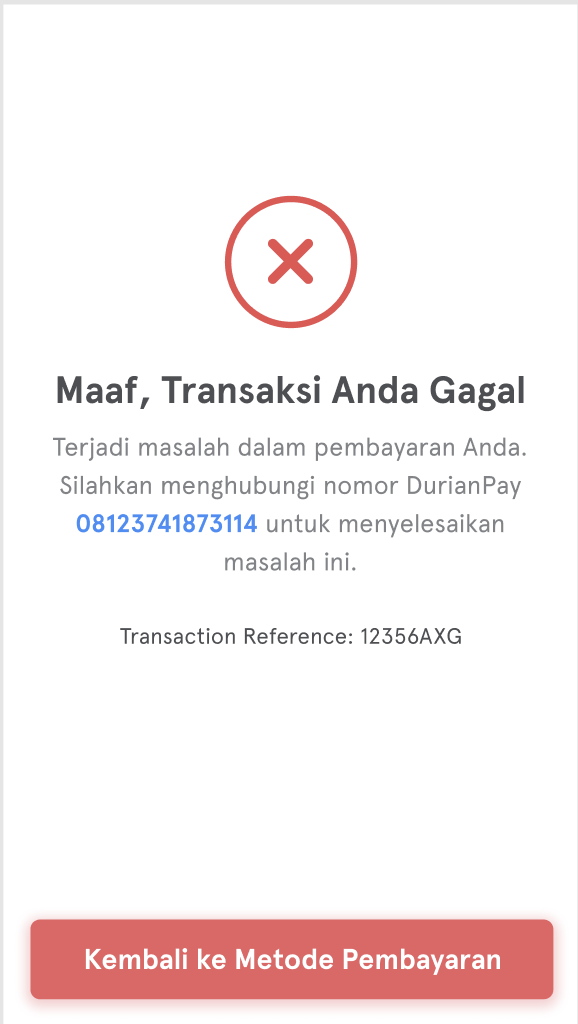 Maaf, Transaksi Anda Gagal
Terjadi masalah dalam pembayaran Anda.
Silahkan menghubungi nomor DurianPay
08123741873114 untuk menyelesaikan
masalah ini.
Transaction Reference: 12356AXG
Kembali ke Metode Pembayaran